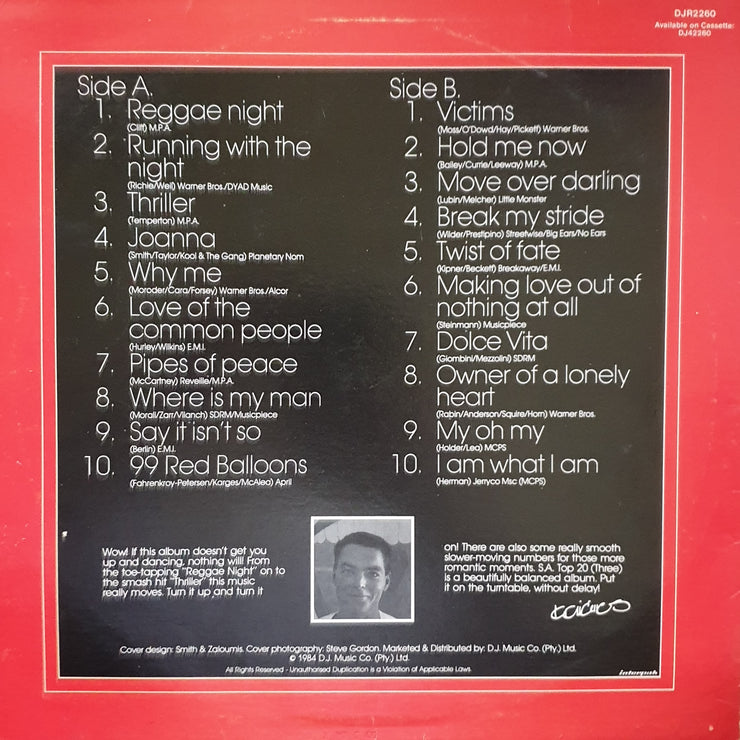 DJR2260
Available on Cassette:
DJ42260
Side A.
1. Reggae night
(Cliff) M.P.A.
2. Running with the
night
(Richie/Weil) Warner Bros./DYAD Music
3. Thriller
(Temperton) M.P.A.
4. Joanna
(Smith/Taylor/Kool & The Gang) Planetary Nom
5. Why me
(Moroder/Cara/Forsey) Warner Bros./Alcor
6. Love of the
common people
(Hurley/Wilkins) E.M.I.
7. Pipes of peace
(McCartney) Reveille/M.P.A.
8. Where is my man
(Morali/Zarr/Vilanch) SDRM/Musicpiece
9. Say it isn't so
(Berlin) E.M.I.
10. 99 Red Balloons
(Fahrenkroy-Petersen/Karges/McAlea) April
Side B.
1. Victims
(Moss/O'Dowd/Hay/Pickett) Warner Bros.
2. Hold me now
(Bailey/Currie/Leeway) M.P.A.
3. Move over darling
(Lubin/Melcher) Little Monster
4. Break my stride
(Wilder/Prestipino) Streetwise/Big Ears/No Ears
5. Twist of fate
(Kipner/Beckett) Breakaway/E.M.I.
6. Making love out of
nothing at all
(Steinmann) Musicpiece
7. Dolce Vita
(Giombini/Mezzolini) SDRM
8. Owner of a lonely
heart
(Rabin/Anderson/Squire/Horn) Warner Bros.
9. My oh my
(Holder/Lea) MCPS
10. I am what I am
(Herman) Jerryco Msc (MCPS)
Wow! If this album doesn't get you
up and dancing, nothing will! From
the toe-tapping "Reggae Night" on to
the smash hit "Thriller" this music
really moves. Turn it up and turn it
on! There are also some really smooth
slower-moving numbers for those more
romantic moments. S.A. Top 20 (Three)
is a beautifully balanced album. Put
it on the turntable, without delay!
Cover design: Smith & Zaloumis. Cover photography: Steve Gordon. Marketed & Distributed by: D.J. Music Co. (Pty.) Ltd.
© 1984 D.J. Music Co. (Pty.) Ltd.
All Rights Reserved - Unauthorised Duplication is a Violation of Applicable Laws.
interpak